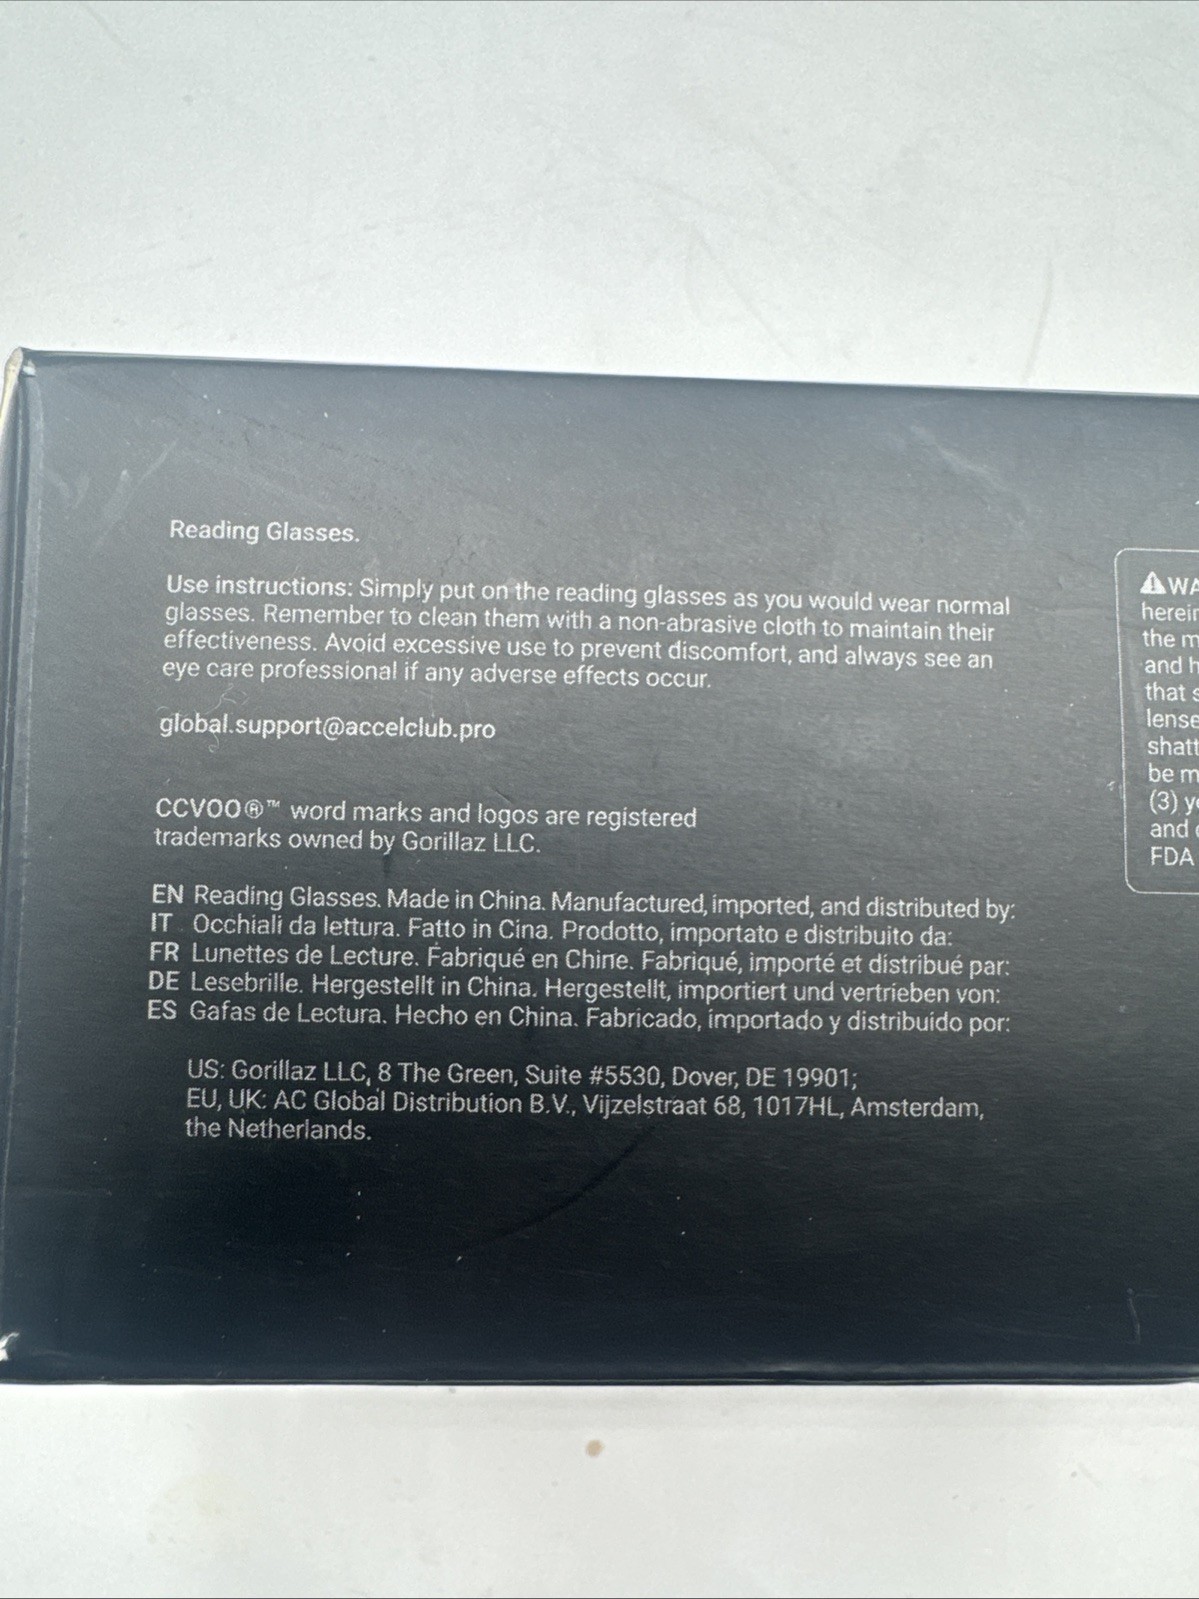 Reading Glasses.
Use instructions: Simply put on the reading glasses as you would wear normal
glasses. Remember to clean them with a non-abrasive cloth to maintain their
effectiveness. Avoid excessive use to prevent discomfort, and always see an
eye care professional if any adverse effects occur.
global.support@accelclub.pro
CCVOO®™ word marks and logos are registered
trademarks owned by Gorillaz LLC.
EN Reading Glasses. Made in China. Manufactured, imported, and distributed by:
IT Occhiali da lettura. Fatto in Cina. Prodotto, importato e distribuito da:
FR Lunettes de Lecture. Fabriqué en Chine. Fabriqué, importé et distribué par:
DE Lesebrille. Hergestellt in China. Hergestellt, importiert und vertrieben von:
ES Gafas de Lectura. Hecho en China. Fabricado, importado y distribuido por:
US: Gorillaz LLC, 8 The Green, Suite #5530, Dover, DE 19901;
EU, UK: AC Global Distribution B.V., Vijzelstraat 68, 1017HL, Amsterdam,
the Netherlands.
the
and
that
be
(3)
and
FDA